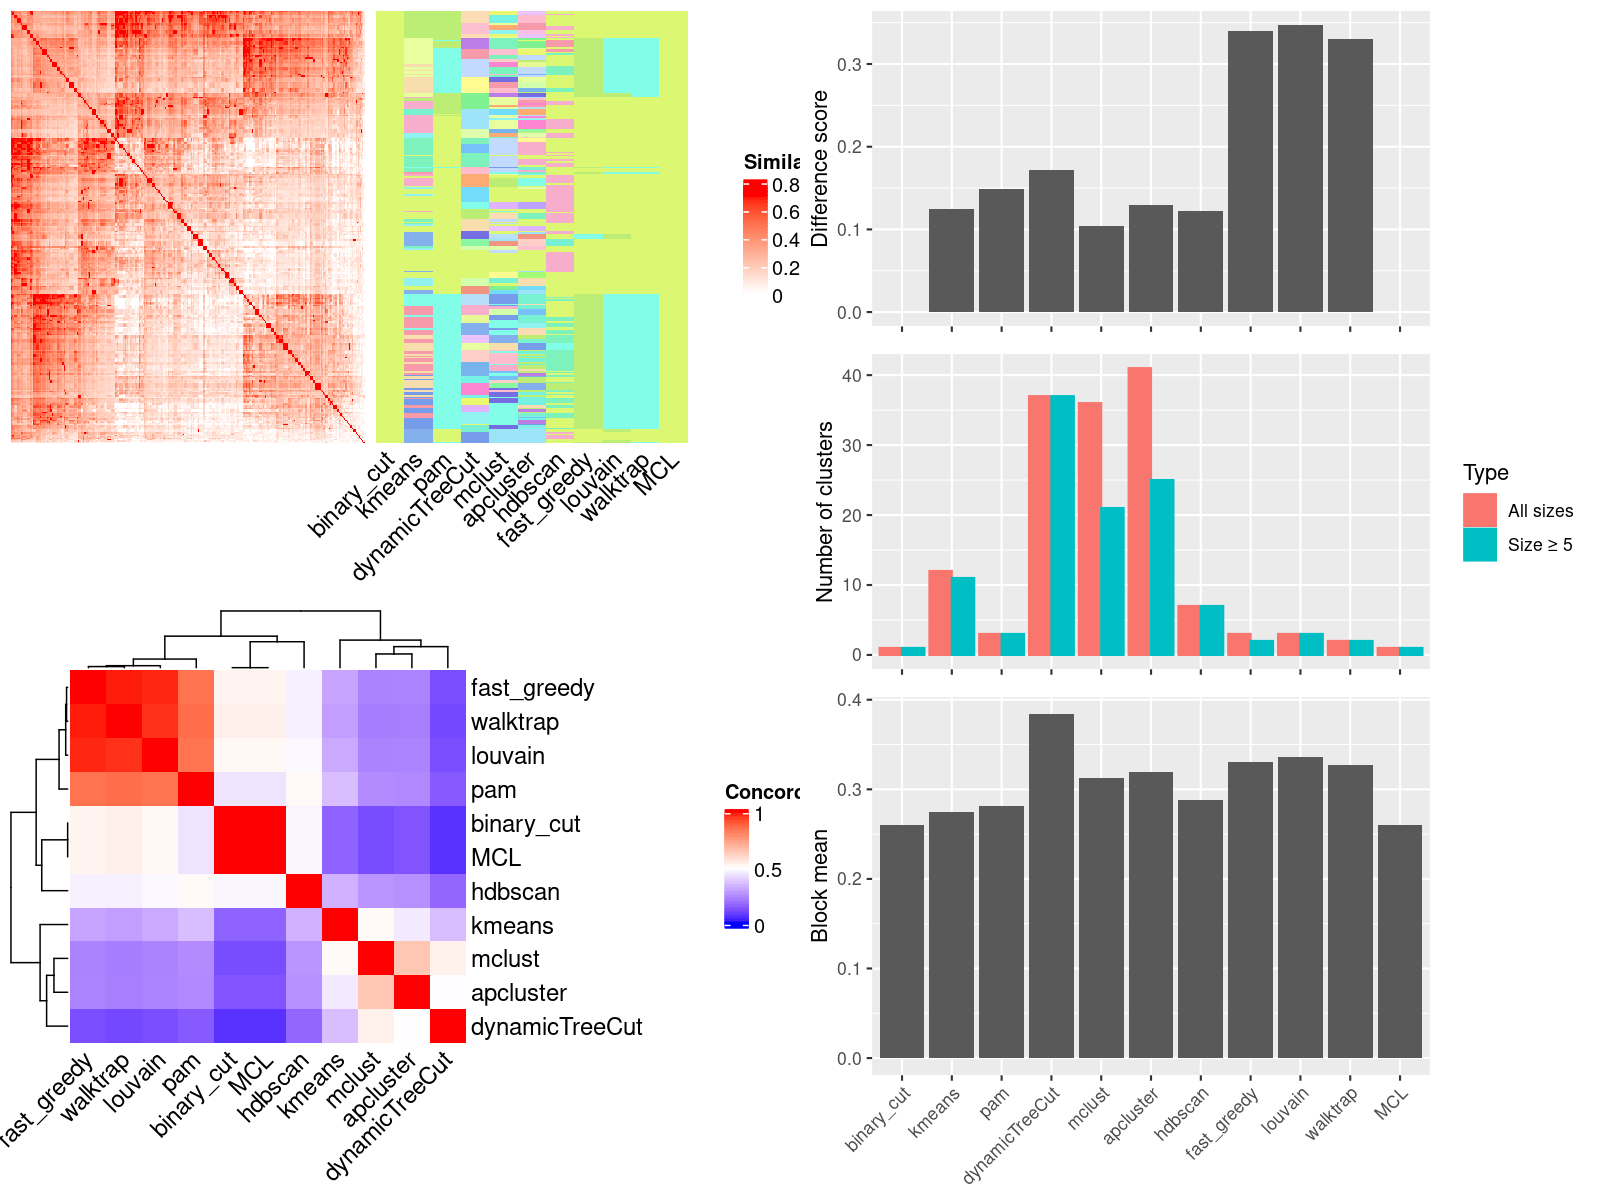 Simila
0.8
0.6
0.4
0.2
0
binary_cut
kmeans
pam
dynamicTreeCut
mclust
apcluster
hdbscan
fast_greedy
louvain
walktrap
MCL
Difference score
0.3
0.2
0.1
0.0
Number of clusters
40
30
20
10
0
Type
All sizes
Size ≥ 5
fast_greedy
walktrap
louvain
pam
binary_cut
MCL
hdbscan
kmeans
mclust
apcluster
dynamicTreeCut
fast_greedy
walktrap
louvain
pam
binary_cut
MCL
hdbscan
kmeans
mclust
apcluster
dynamicTreeCut
Concord
1
0.5
0
Block mean
0.4
0.3
0.2
0.1
0.0
binary_cut
kmeans
pam
dynamicTreeCut
mclust
apcluster
hdbscan
fast_greedy
louvain
walktrap
MCL